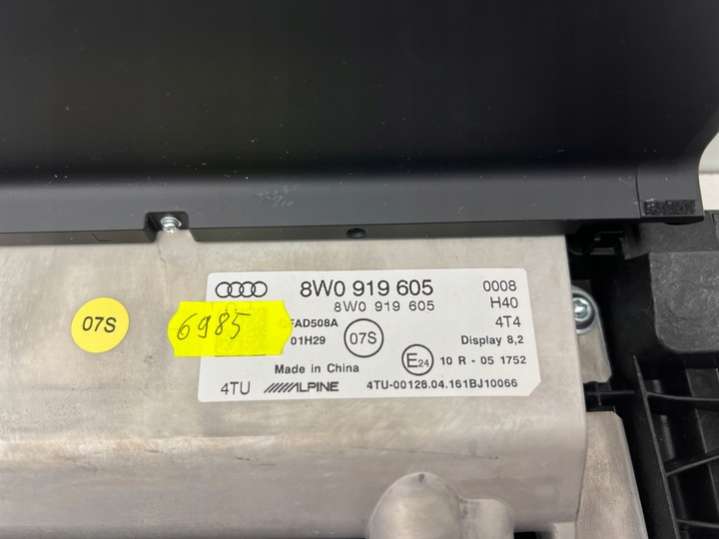 8W0 919 605
0008
8W0 919 605
H40
FAD508A
4T4
01H29
07S
Display 8,2
E24
10 R - 05 1752
Made in China
4TU
ALPINE
4TU-00128.04.161BJ10066
07S
6985